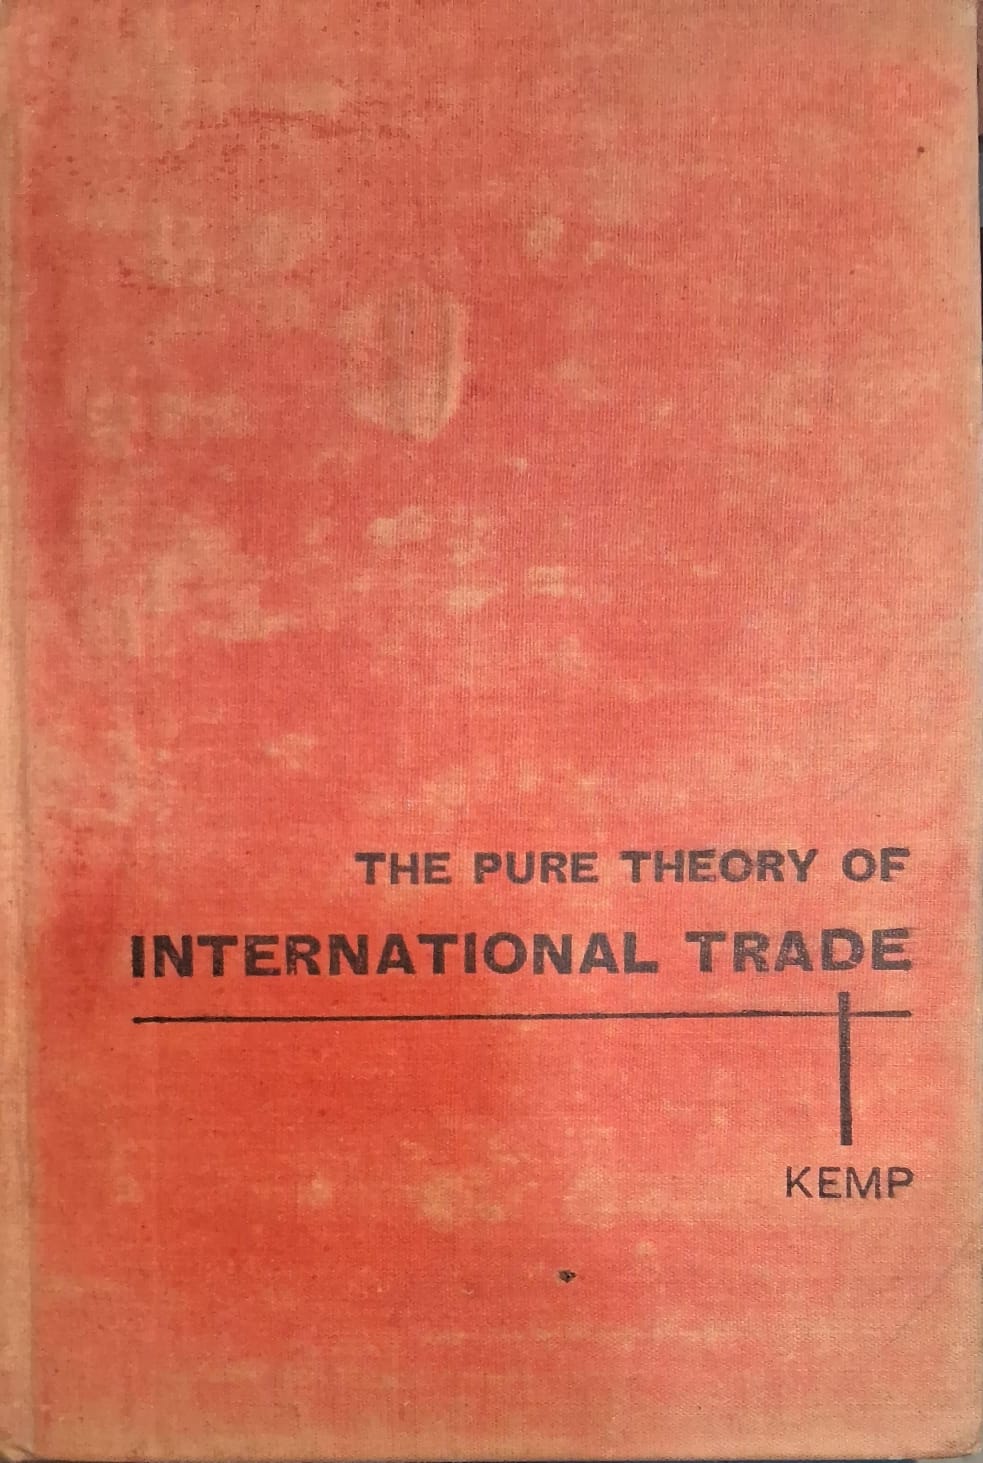 THE PURE THEORY OF
INTERNATIONAL TRADE
KEMP